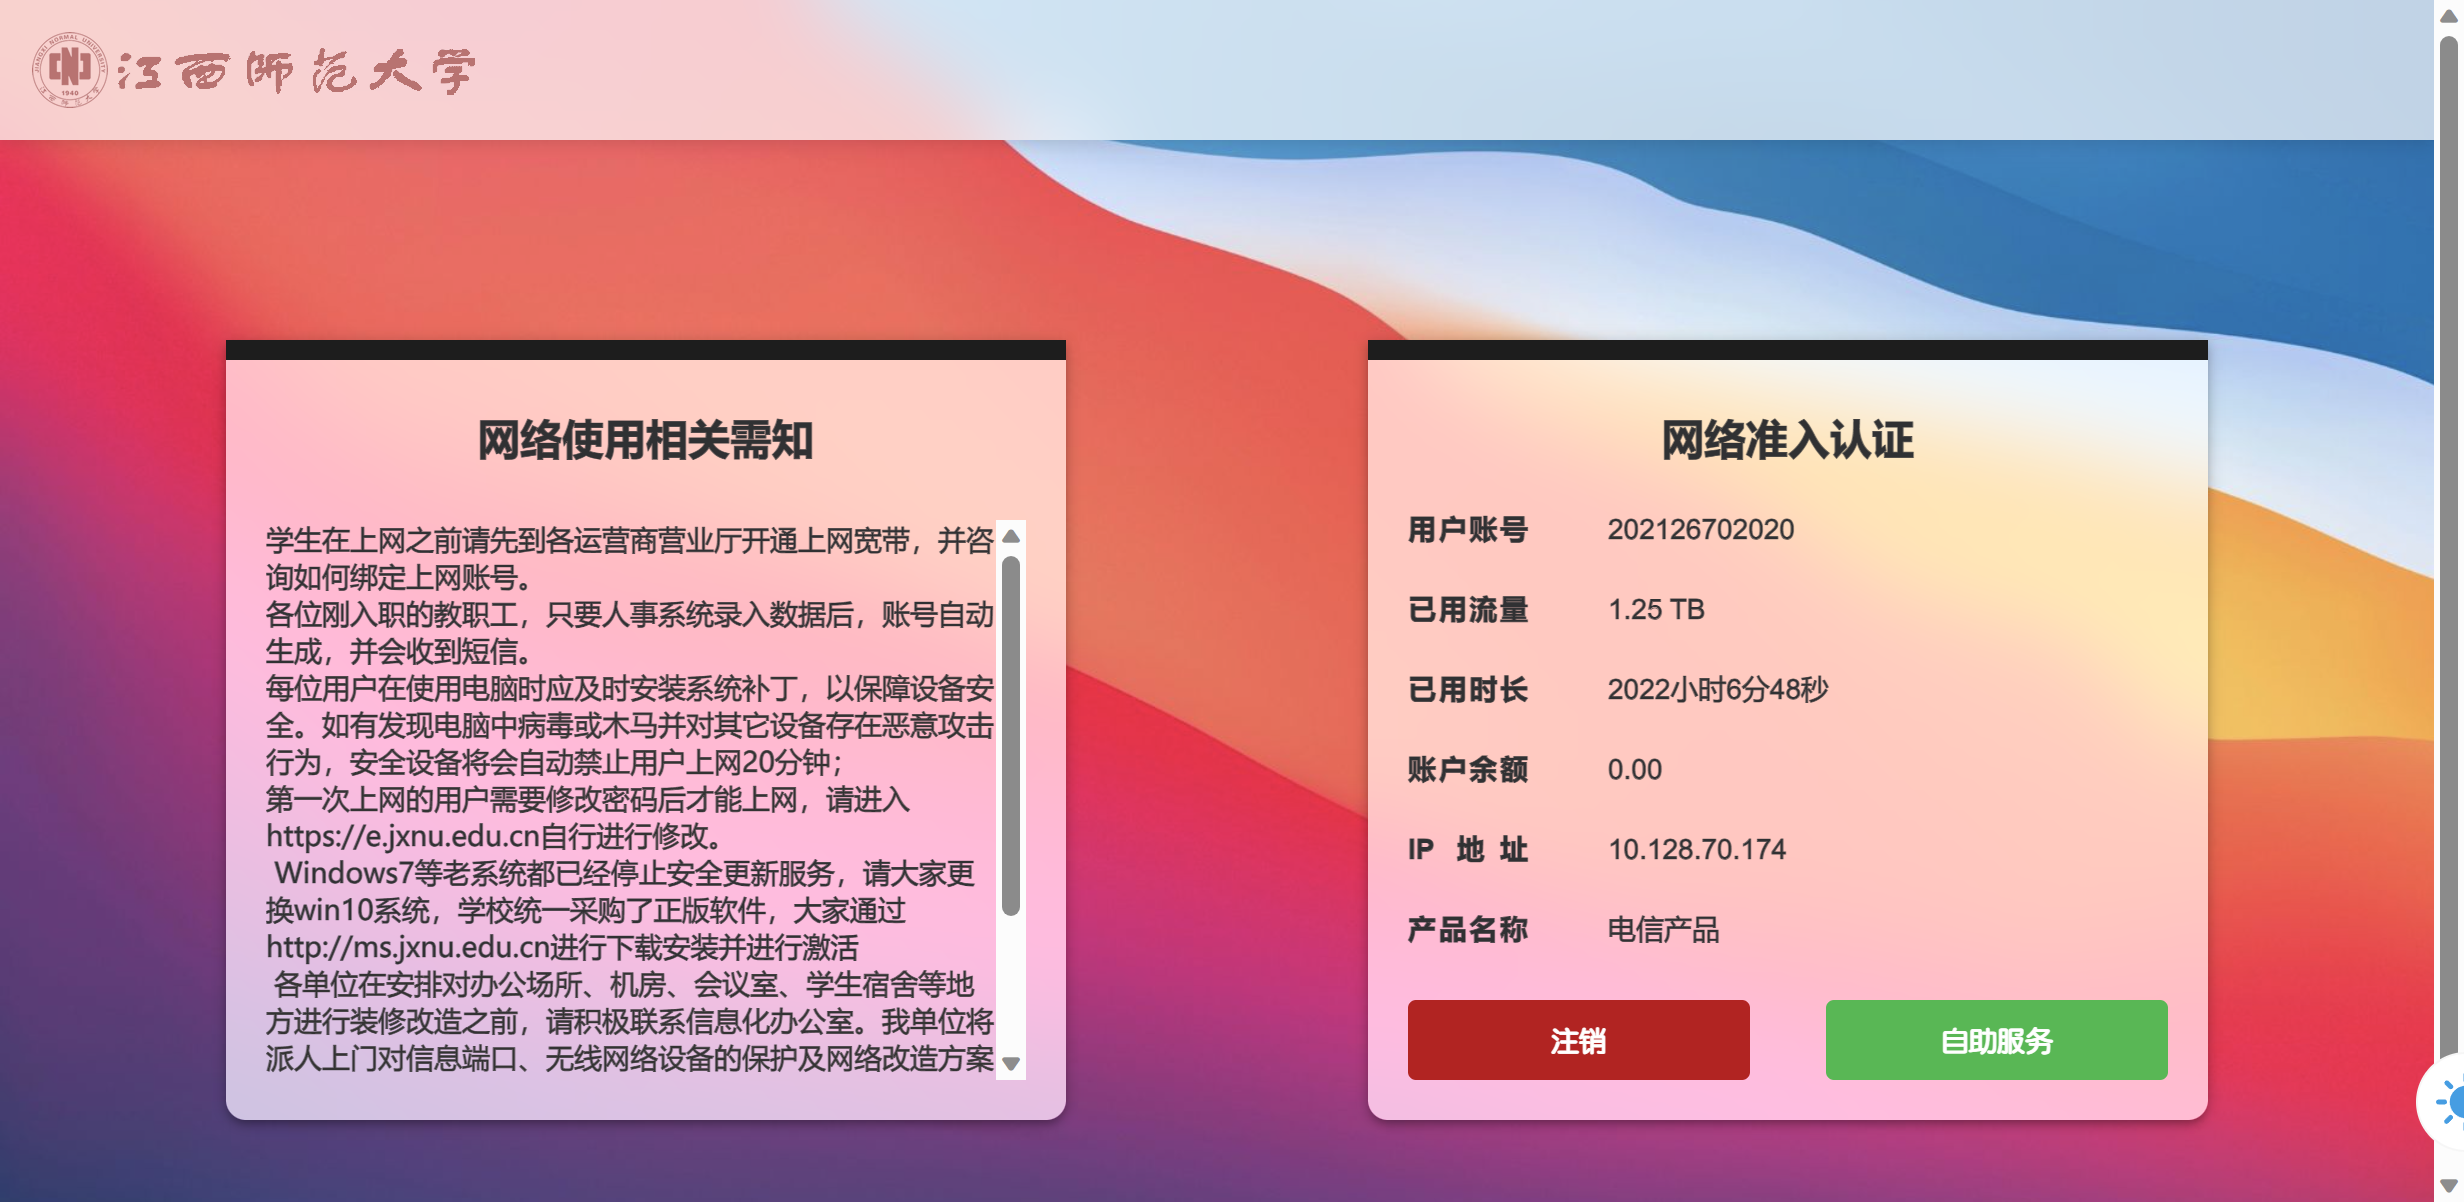 JIANGXI NORMAL UNIVERSITY
1940
江西师范大学
江西师范大学
网络使用相关需知
学生在上网之前请先到各运营商营业厅开通上网宽带，并咨
询如何绑定上网账号。
各位刚入职的教职工，只要人事系统录入数据后，账号自动
生成，并会收到短信。
每位用户在使用电脑时应及时安装系统补丁，以保障设备安
全。如有发现电脑中病毒或木马并对其它设备存在恶意攻击
行为，安全设备将会自动禁止用户上网20分钟；
第一次上网的用户需要修改密码后才能上网，请进入
https://e.jxnu.edu.cn自行进行修改。
Windows7等老系统都已经停止安全更新服务，请大家更
换win10系统，学校统一采购了正版软件，大家通过
http://ms.jxnu.edu.cn进行下载安装并进行激活
各单位在安排对办公场所、机房、会议室、学生宿舍等地
方进行装修改造之前，请积极联系信息化办公室。我单位将
派人上门对信息端口、无线网络设备的保护及网络改造方案
网络准入认证
用户账号 202126702020
已用流量 1.25 TB
已用时长 2022小时6分48秒
账户余额 0.00
IP 地 址 10.128.70.174
产品名称 电信产品
注销 自助服务